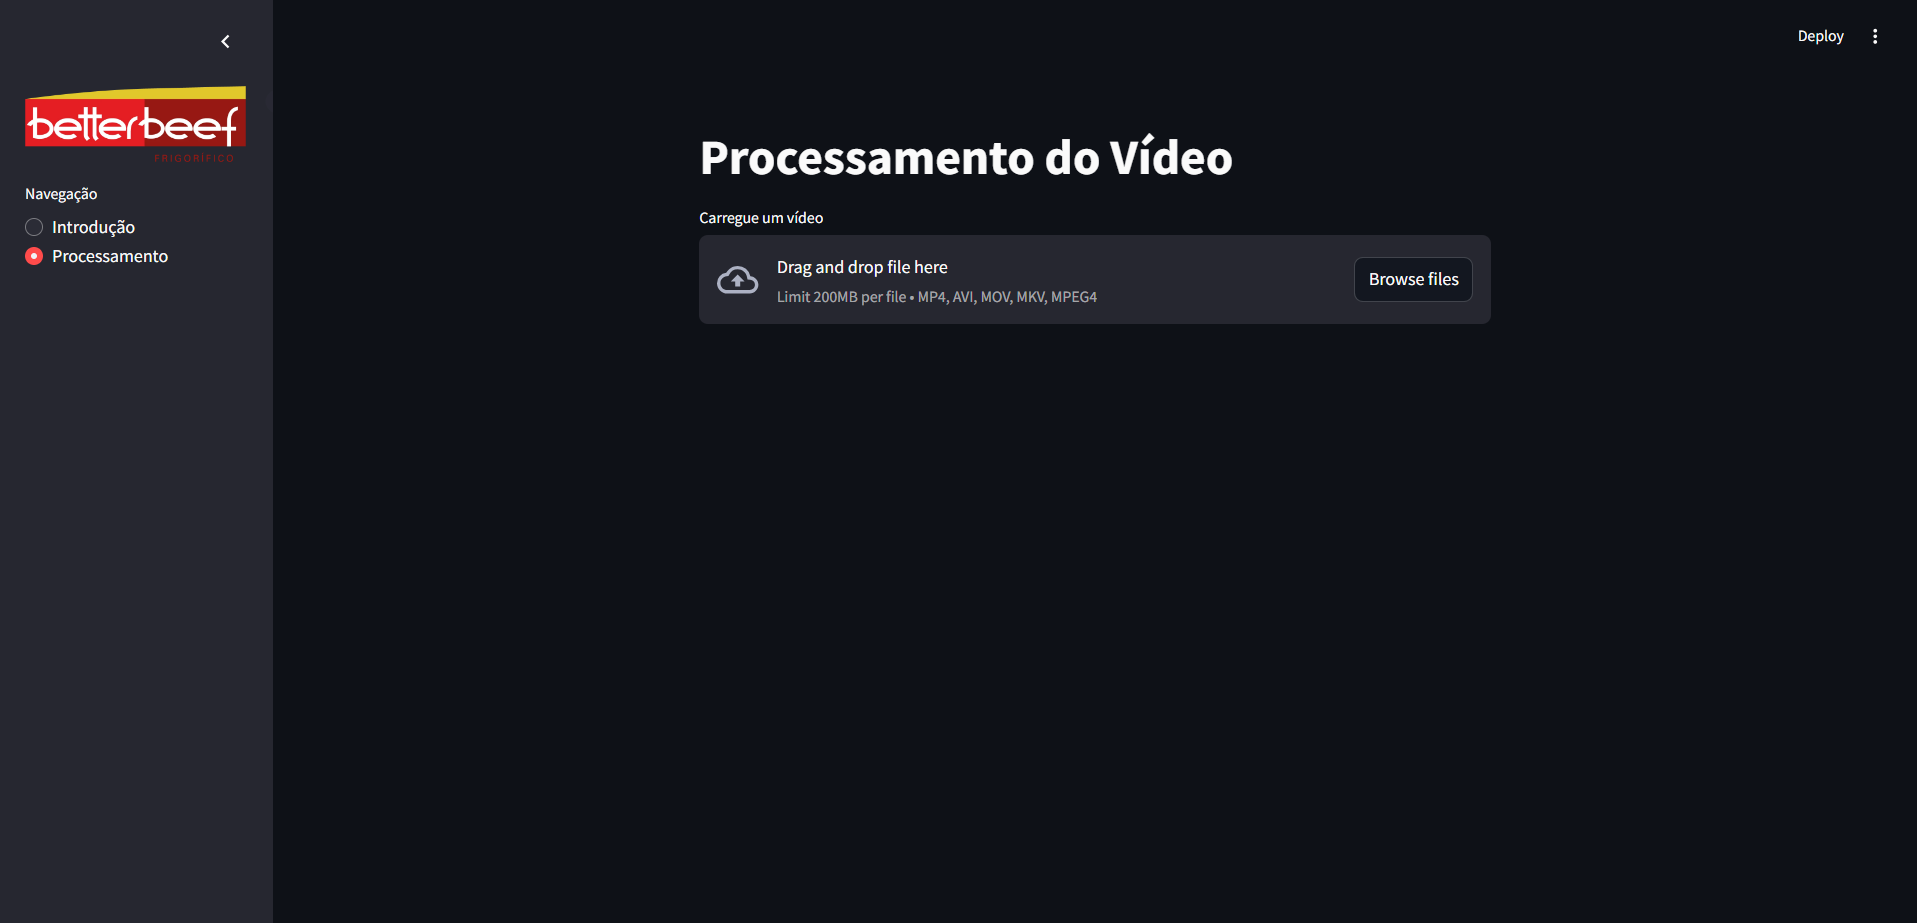 betterbeef
FRIGORÍFICO
Navegação
Introdução
Processamento
Deploy
Processamento do Vídeo
Carregue um vídeo
Drag and drop file here
Limit 200MB per file • MP4, AVI, MOV, MKV, MPEG4
Browse files